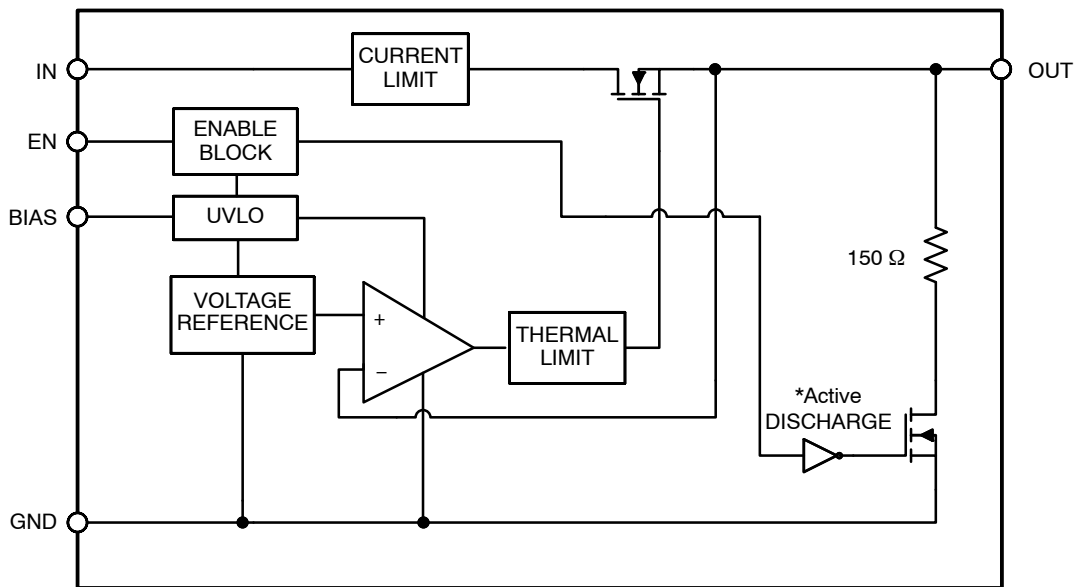 CURRENT
LIMIT
IN
OUT
EN
ENABLE
BLOCK
BIAS
UVLO
150 Ω
VOLTAGE
REFERENCE
+
−
THERMAL
LIMIT
*Active
DISCHARGE
GND